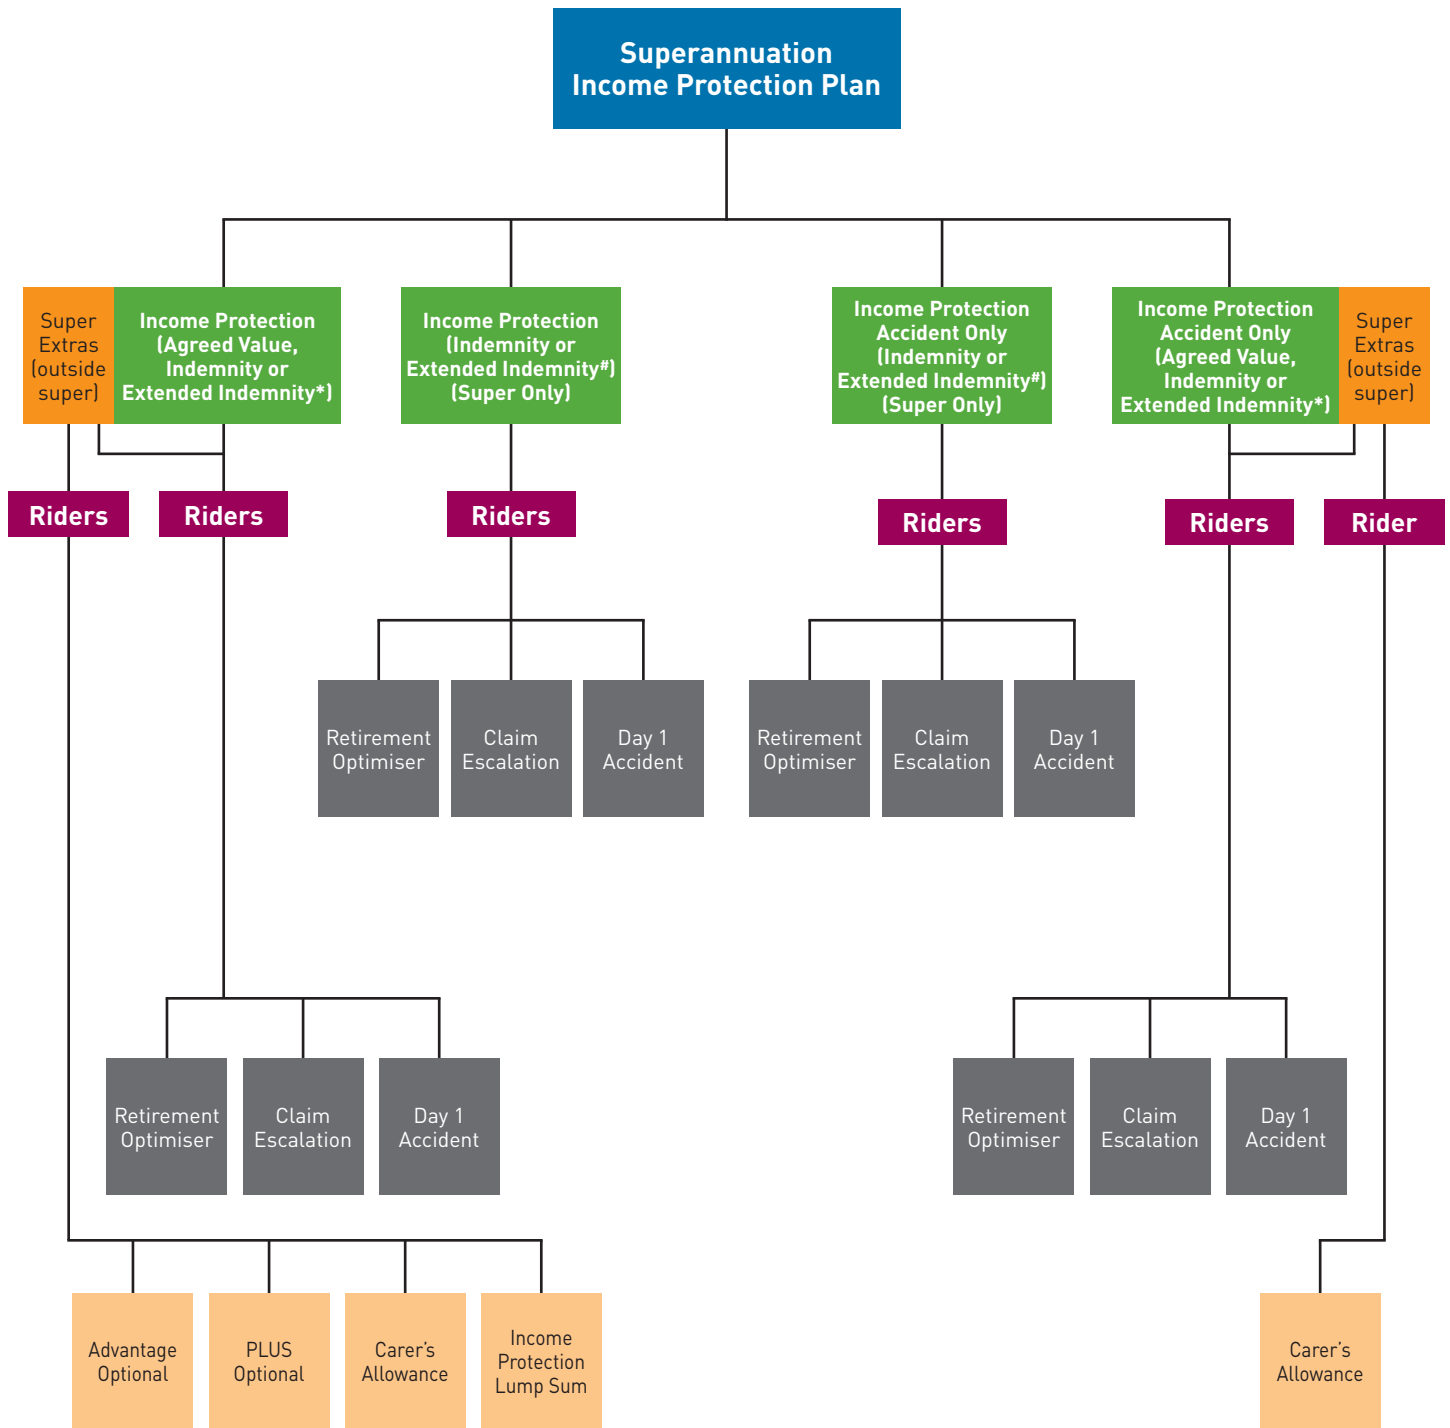 Superannuation
Income Protection Plan
Super
Extras
(outside
super)
Income Protection
(Agreed Value,
Indemnity or
Extended Indemnity*)
Income Protection
(Indemnity or
Extended Indemnity#)
(Super Only)
Income Protection
Accident Only
(Indemnity or
Extended Indemnity#)
(Super Only)
Income Protection
Accident Only
(Agreed Value,
Indemnity or
Extended Indemnity*)
Super
Extras
(outside
super)
Riders
Riders
Riders
Riders
Riders
Rider
Retirement
Optimiser
Claim
Escalation
Day 1
Accident
Retirement
Optimiser
Claim
Escalation
Day 1
Accident
Retirement
Optimiser
Claim
Escalation
Day 1
Accident
Retirement
Optimiser
Claim
Escalation
Day 1
Accident
Advantage
Optional
PLUS
Optional
Carer’s
Allowance
Income
Protection
Lump Sum
Carer’s
Allowance